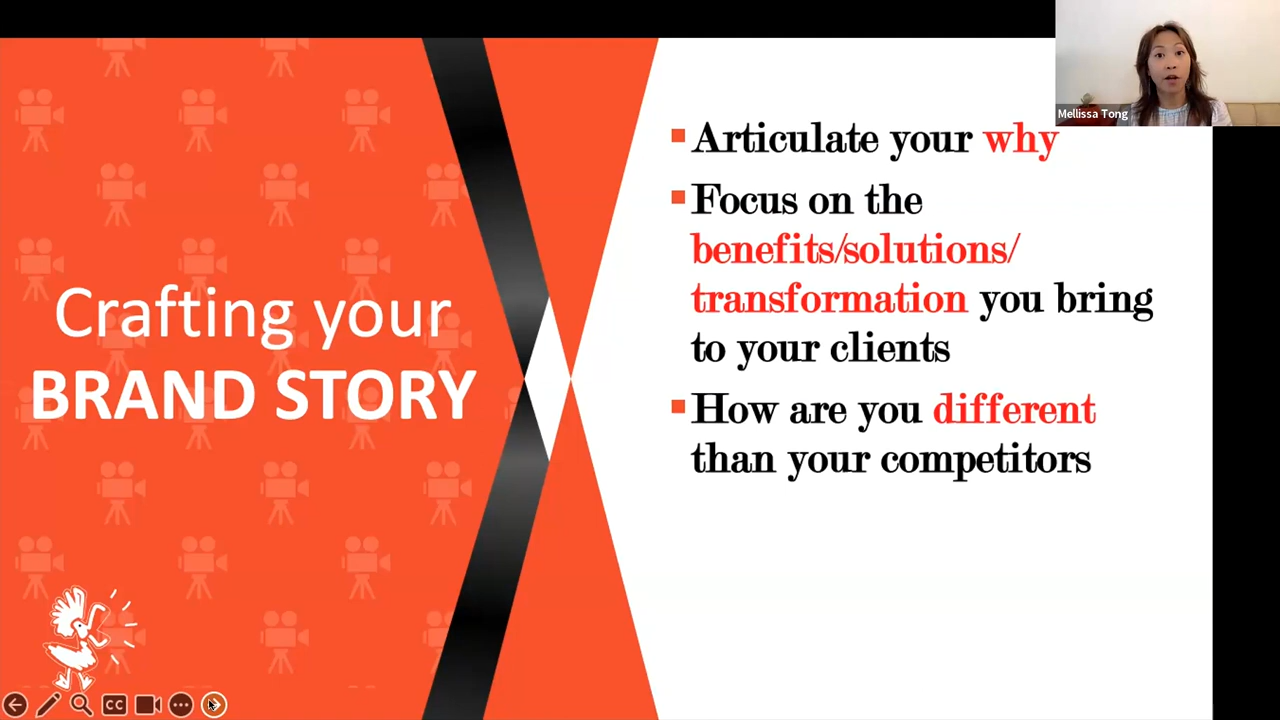 Mellissa Tong
Crafting your
BRAND STORY
Articulate your why
Focus on the
benefits/solutions/
transformation you bring
to your clients
How are you different
than your competitors
CC